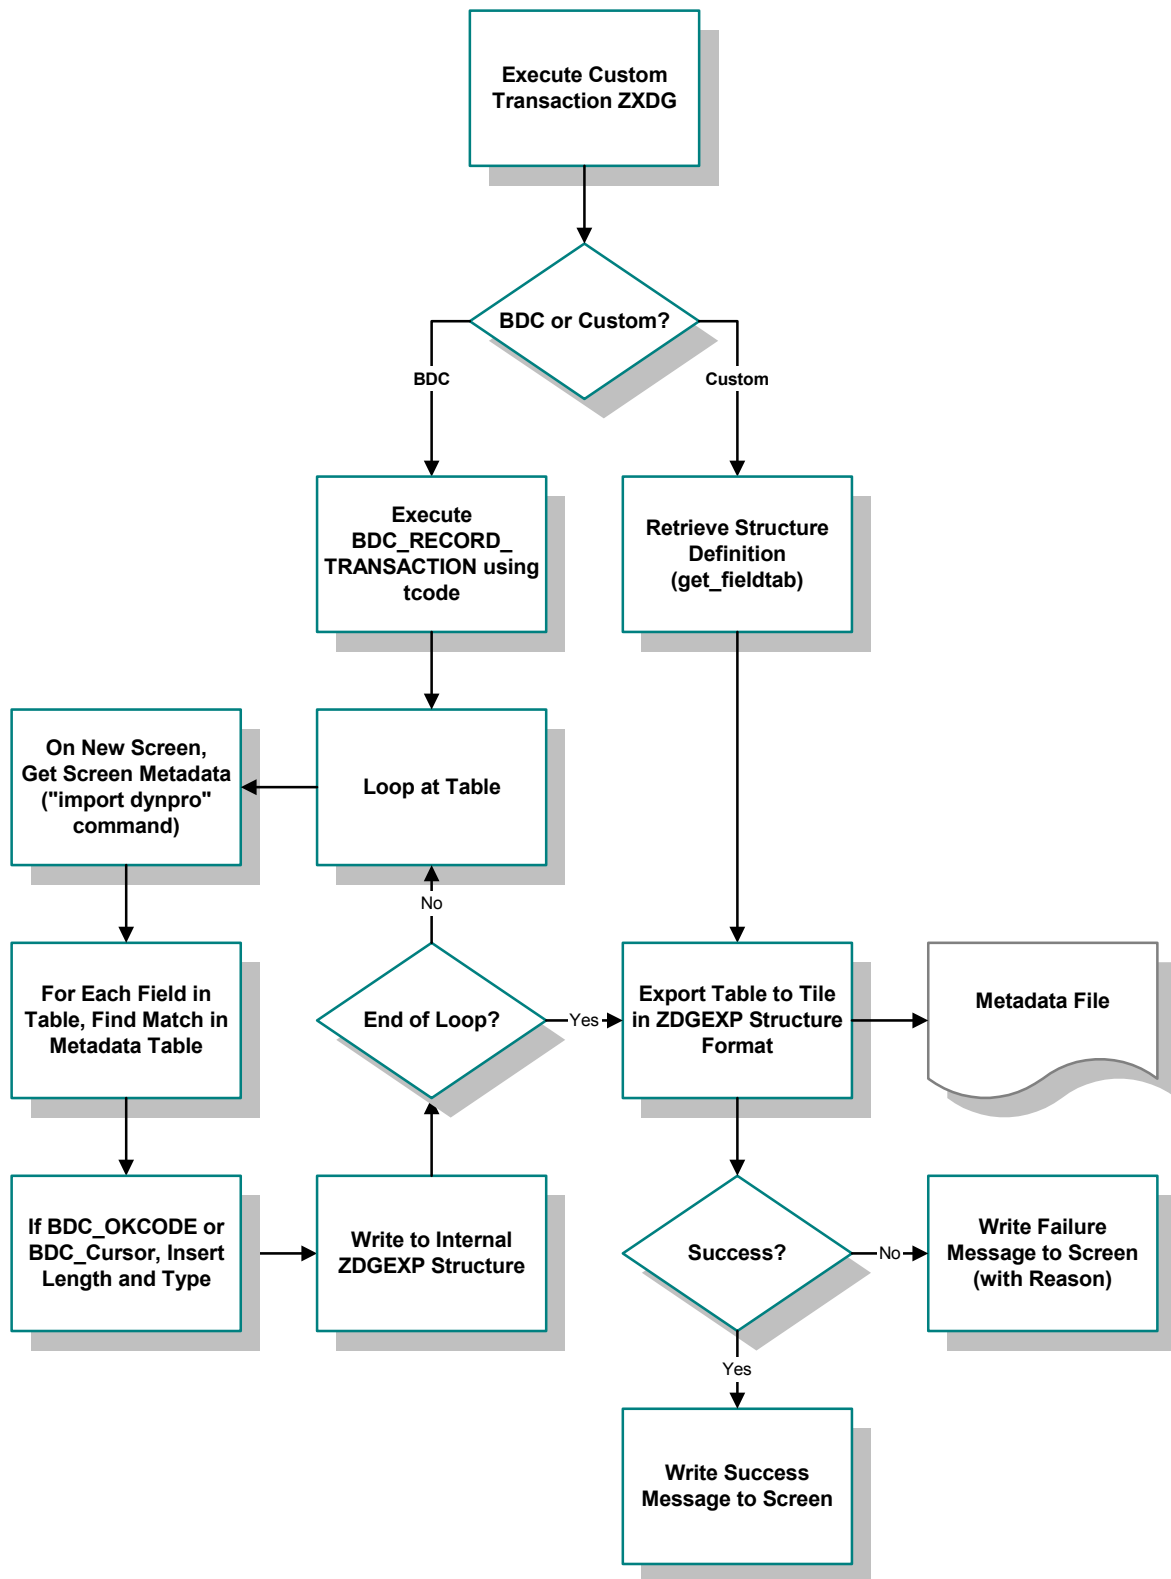 Execute Custom
Transaction ZXDG
BDC or Custom?
BDC
Custom
Execute
BDC_RECORD_
TRANSACTION using
tcode
Retrieve Structure
Definition
(get_fieldtab)
On New Screen,
Get Screen Metadata
("import dynpro"
command)
Loop at Table
No
For Each Field in
Table, Find Match in
Metadata Table
End of Loop?
Yes
Export Table to Tile
in ZDGEXP Structure
Format
Metadata File
If BDC_OKCODE or
BDC_Cursor, Insert
Length and Type
Write to Internal
ZDGEXP Structure
Success?
No
Write Failure
Message to Screen
(with Reason)
Yes
Write Success
Message to Screen